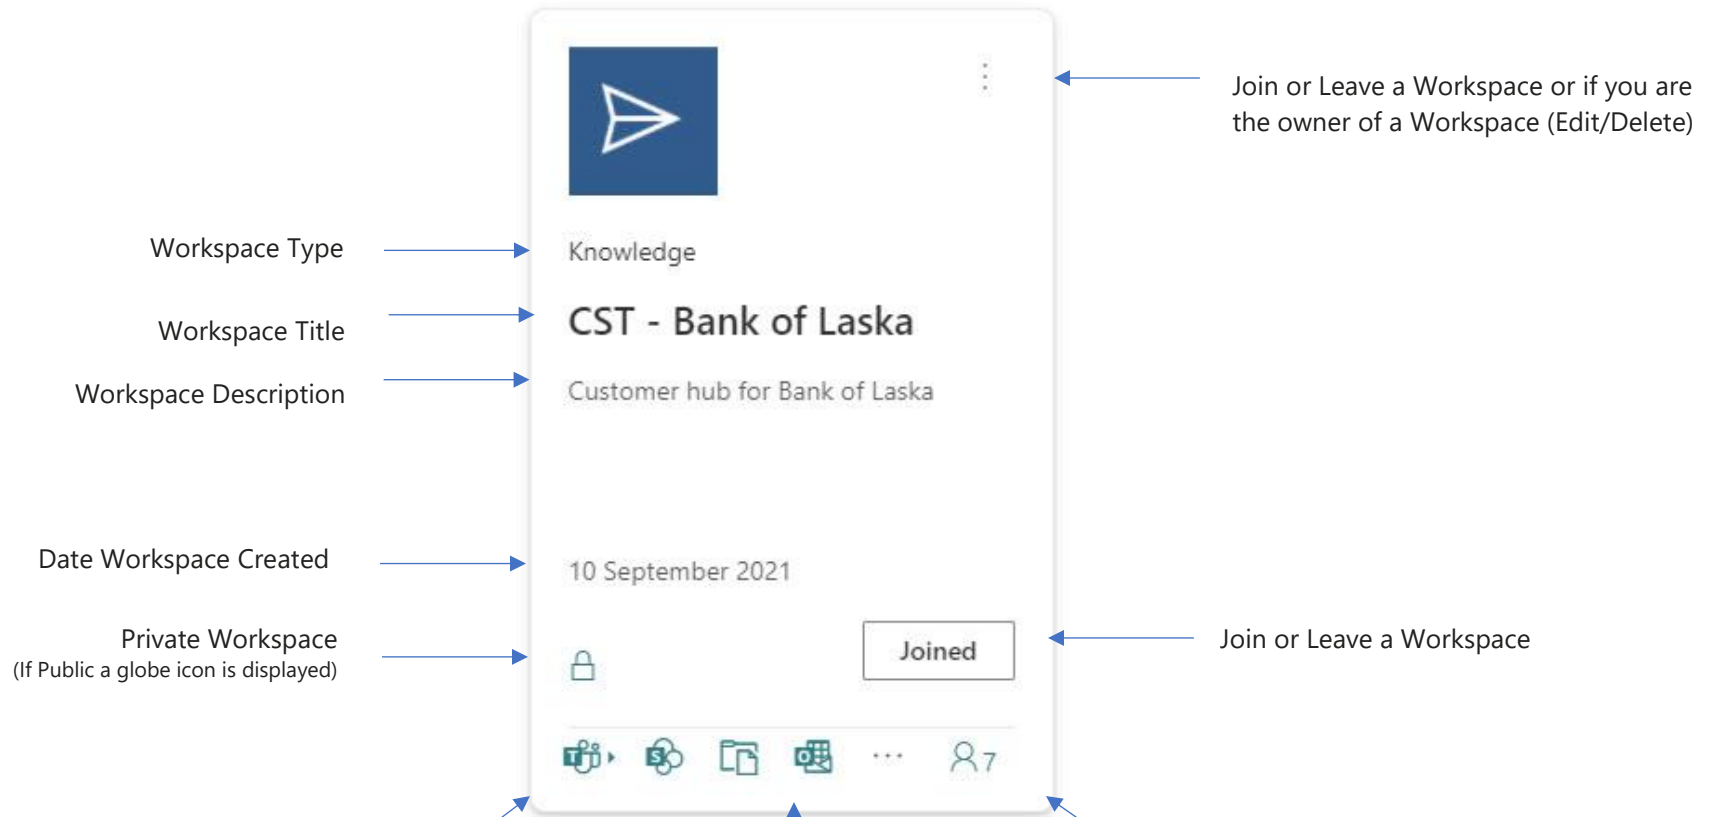 Join or Leave a Workspace or if you are
the owner of a Workspace (Edit/Delete)
Workspace Type
Knowledge
Workspace Title
CST - Bank of Laska
Workspace Description
Customer hub for Bank of Laska
Date Workspace Created
10 September 2021
Private Workspace
(If Public a globe icon is displayed)
Joined
Join or Leave a Workspace
T
S
O
7